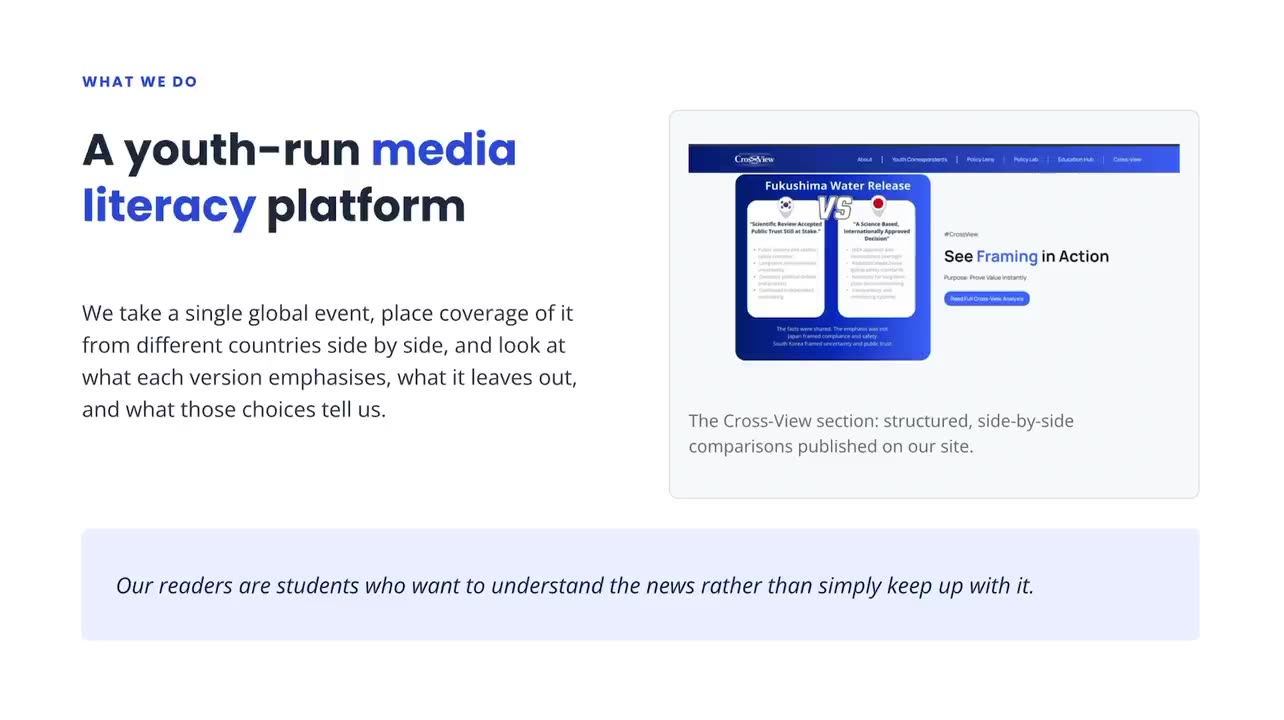 WHAT WE DO
A youth-run media
literacy platform
We take a single global event, place coverage of it
from different countries side by side, and look at
what each version emphasises, what it leaves out,
and what those choices tell us.
CrossView
About | Youth Correspondents | Policy Lens | Policy Lab | Education Hub | Cross-View
Fukushima Water Release
VS
"Scientific Review Accepted
Public Trust Still at Stake."
"A Science Based,
Internationally Approved
Decision"
The facts were shared. The emphasis was not.
Japan framed compliance and safety.
South Korea framed uncertainty and public trust.
#CrossView
See Framing in Action
Purpose: Prove Value Instantly
Read Full Cross-View Analysis
The Cross-View section: structured, side-by-side
comparisons published on our site.
Our readers are students who want to understand the news rather than simply keep up with it.